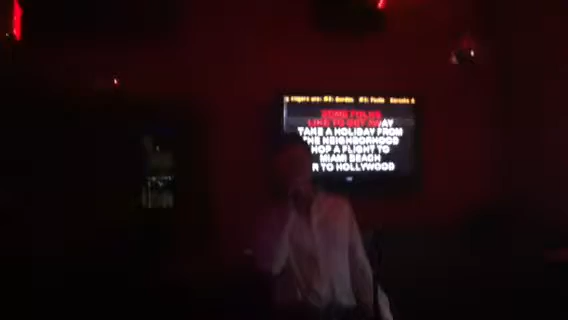 SOME FOLKS
LIKE TO GET AWAY
TAKE A HOLIDAY FROM
THE NEIGHBORHOOD
HOP A FLIGHT TO
MIAMI BEACH
R TO HOLLYWOOD